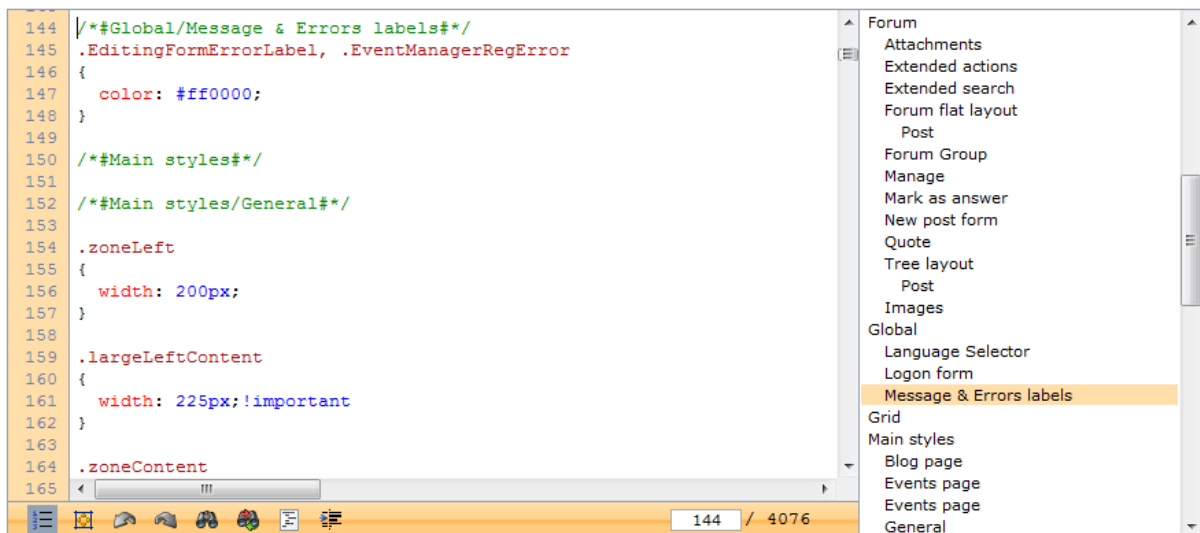 144 /*#Global/Message & Errors labels#*/
145 .EditingFormErrorLabel, .EventManagerRegError
146 {
147 color: #ff0000;
148 }
149
150 /*#Main styles#*/
151
152 /*#Main styles/General#*/
153
154 .zoneLeft
155 {
156 width: 200px;
157 }
158
159 .largeLeftContent
160 {
161 width: 225px;!important
162 }
163
164 .zoneContent
165
144 / 4076
Forum
Attachments
Extended actions
Extended search
Forum flat layout
Post
Forum Group
Manage
Mark as answer
New post form
Quote
Tree layout
Post
Images
Global
Language Selector
Logon form
Message & Errors labels
Grid
Main styles
Blog page
Events page
Events page
General